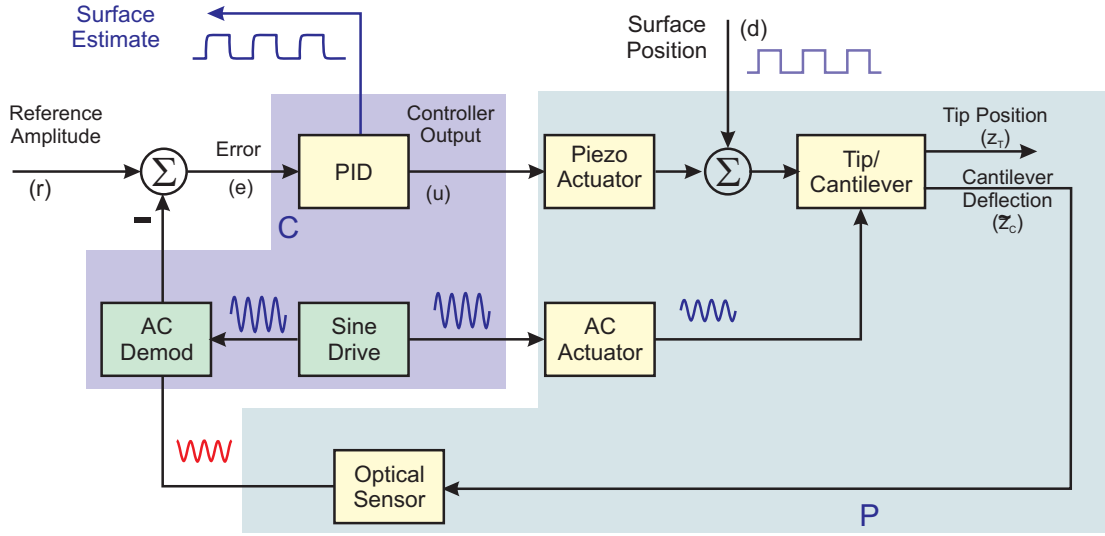 Surface
Estimate
Surface
Position
(d)
Reference
Amplitude
(r)
Σ
Error
(e)
PID
Controller
Output
(u)
Piezo
Actuator
Σ
Tip/
Cantilever
Tip Position
(z_T)
Cantilever
Deflection
(z̃_C)
C
AC
Demod
Sine
Drive
AC
Actuator
Optical
Sensor
P